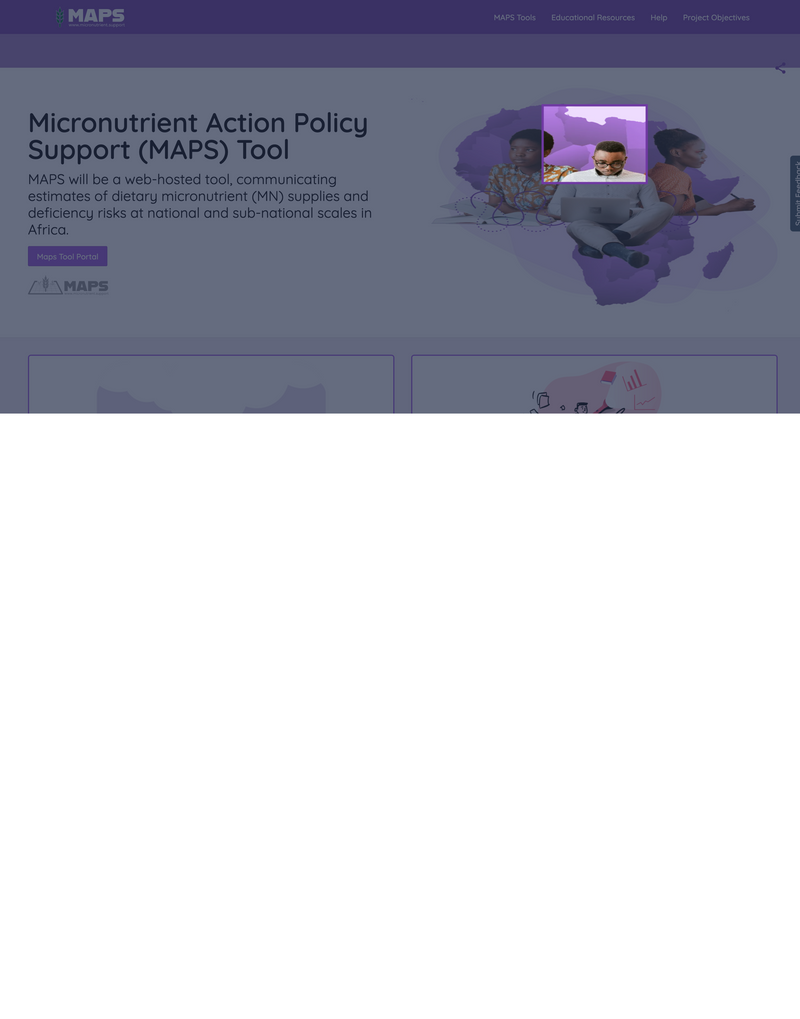 MAPS
MAPS Tools
Educational Resources
Help
Project Objectives
Micronutrient Action Policy
Support (MAPS) Tool
MAPS will be a web-hosted tool, communicating
estimates of dietary micronutrient (MN) supplies and
deficiency risks at national and sub-national scales in
Africa.
Maps Tool Portal
MAPS
Submit Feedback